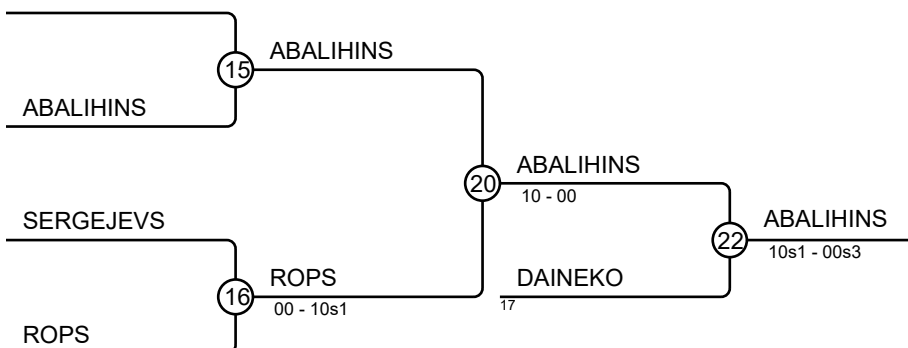 ABALIHINS
15
ABALIHINS
ABALIHINS
20
10 - 00
SERGEJEVS
ABALIHINS
22
10s1 - 00s3
ROPS
16
00 - 10s1
DAINEKO
17
ROPS